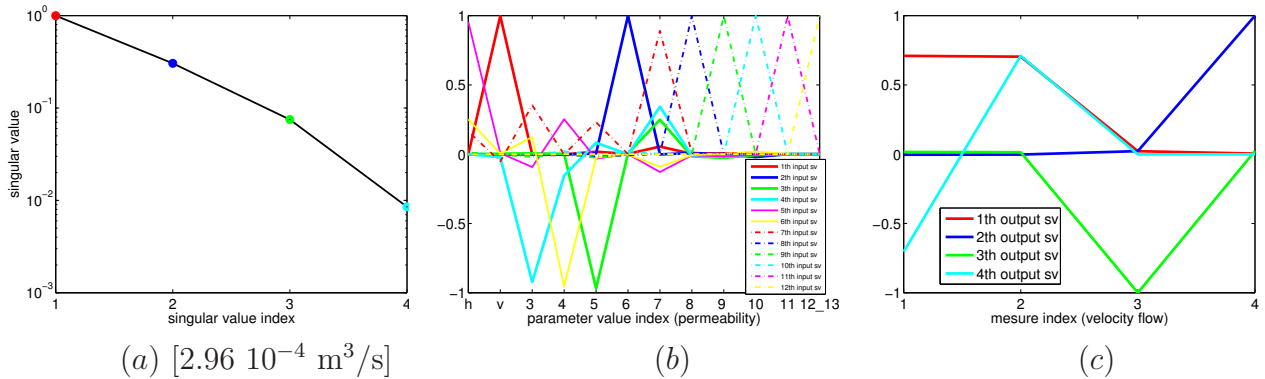 10^0
10^{-1}
10^{-2}
10^{-3}
singular value
1 2 3 4
singular value index
(a) [2.96 10^{-4} m^3/s]
1
0.5
0
−0.5
−1
h v 3 4 5 6 7 8 9 10 11 12_13
parameter value index (permeability)
1th input sv
2th input sv
3th input sv
4th input sv
5th input sv
6th input sv
7th input sv
8th input sv
9th input sv
10th input sv
11th input sv
12th input sv
(b)
1
0.5
0
−0.5
−1
1 2 3 4
mesure index (velocity flow)
1th output sv
2th output sv
3th output sv
4th output sv
(c)